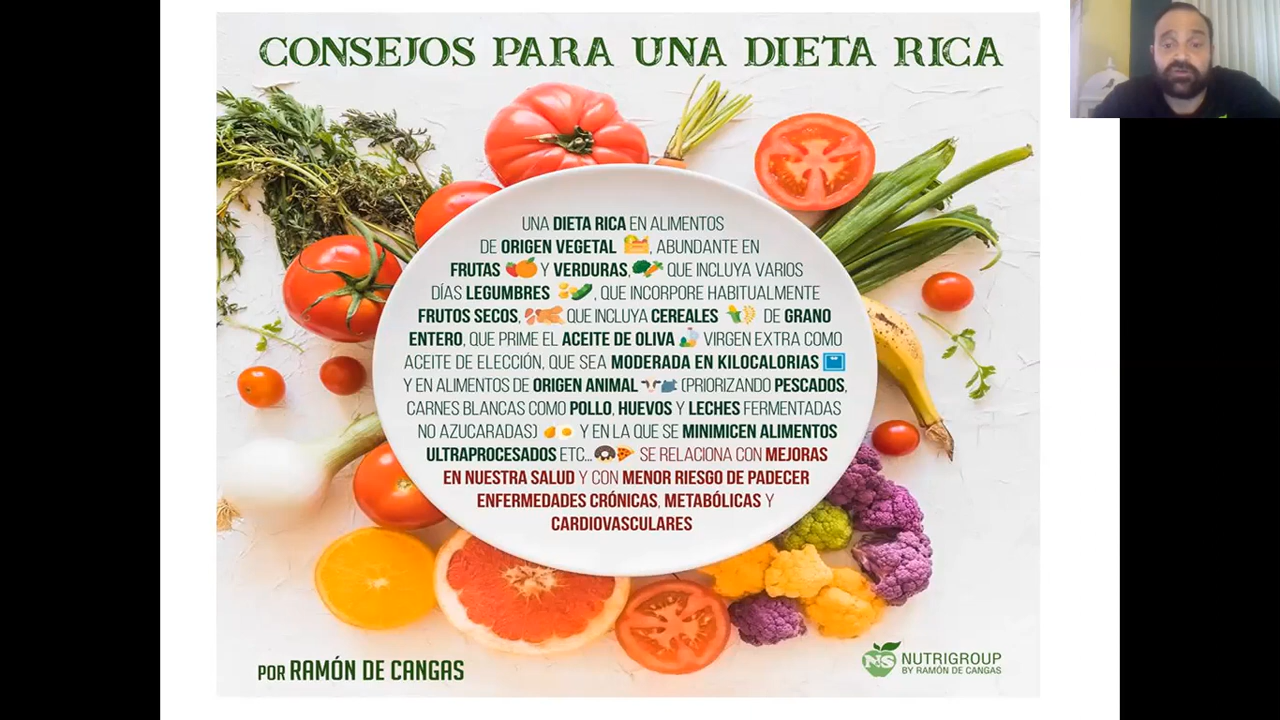 CONSEJOS PARA UNA DIETA RICA
UNA DIETA RICA EN ALIMENTOS
DE ORIGEN VEGETAL , ABUNDANTE EN
FRUTAS Y VERDURAS, QUE INCLUYA VARIOS
DÍAS LEGUMBRES , QUE INCORPORE HABITUALMENTE
FRUTOS SECOS, QUE INCLUYA CEREALES DE GRANO
ENTERO, QUE PRIME EL ACEITE DE OLIVA VIRGEN EXTRA COMO
ACEITE DE ELECCIÓN, QUE SEA MODERADA EN KILOCALORIAS
Y EN ALIMENTOS DE ORIGEN ANIMAL (PRIORIZANDO PESCADOS,
CARNES BLANCAS COMO POLLO, HUEVOS Y LECHES FERMENTADAS
NO AZUCARADAS) Y EN LA QUE SE MINIMICEN ALIMENTOS
ULTRAPROCESADOS ETC... SE RELACIONA CON MEJORAS
EN NUESTRA SALUD Y CON MENOR RIESGO DE PADECER
ENFERMEDADES CRÓNICAS, METABÓLICAS Y
CARDIOVASCULARES
POR RAMÓN DE CANGAS
NS NUTRIGROUP
BY RAMÓN DE CANGAS